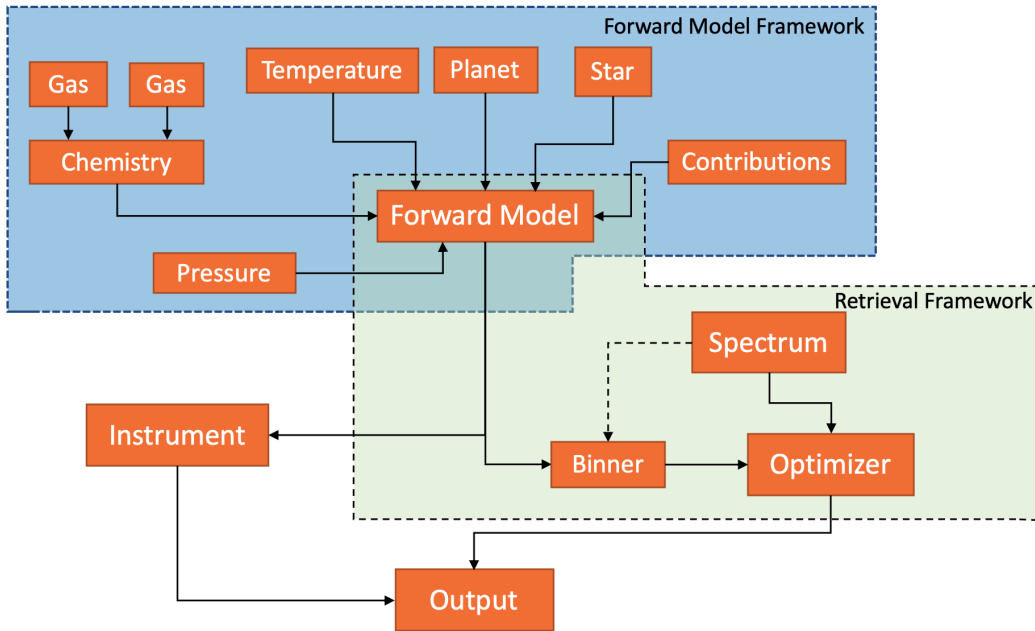 Forward Model Framework
Gas
Gas
Temperature
Planet
Star
Chemistry
Contributions
Forward Model
Pressure
Retrieval Framework
Spectrum
Instrument
Binner
Optimizer
Output